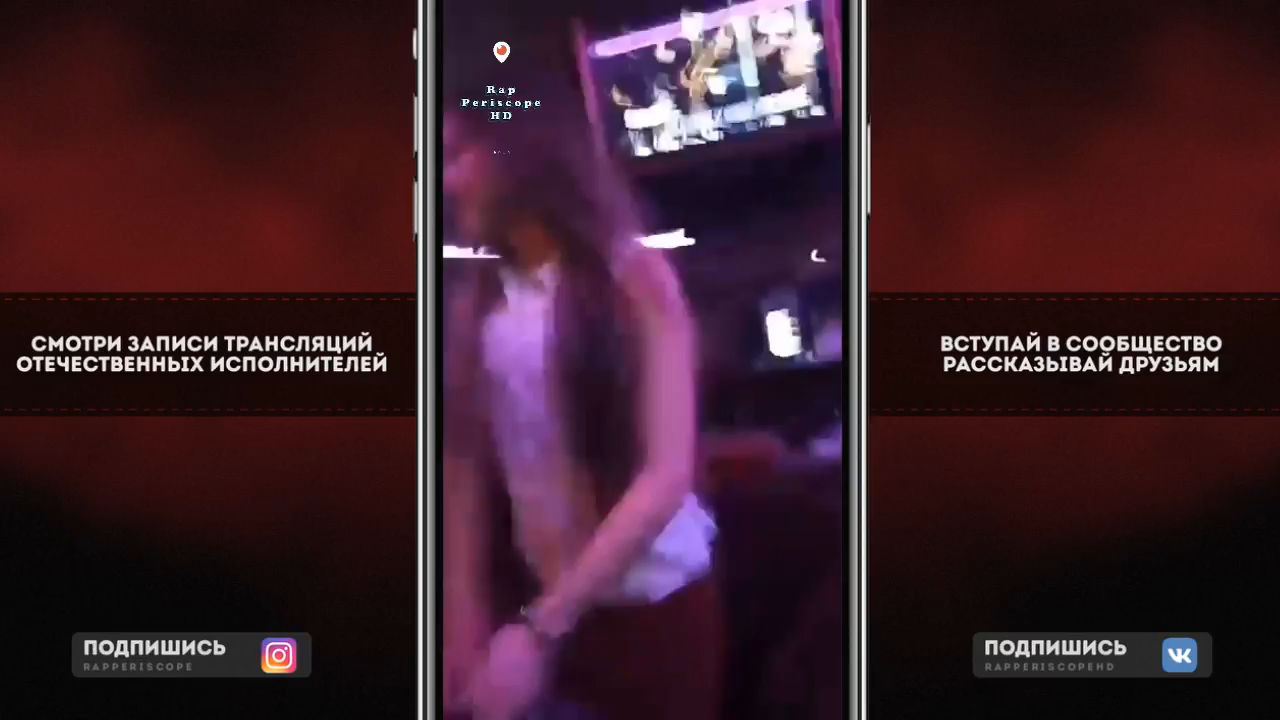 Rap
Periscope
HD
СМОТРИ ЗАПИСИ ТРАНСЛЯЦИЙ
ОТЕЧЕСТВЕННЫХ ИСПОЛНИТЕЛЕЙ
ВСТУПАЙ В СООБЩЕСТВО
РАССКАЗЫВАЙ ДРУЗЬЯМ
ПОДПИШИСЬ
RAPPERISCOPE
ПОДПИШИСЬ
RAPPERISCOPEHD